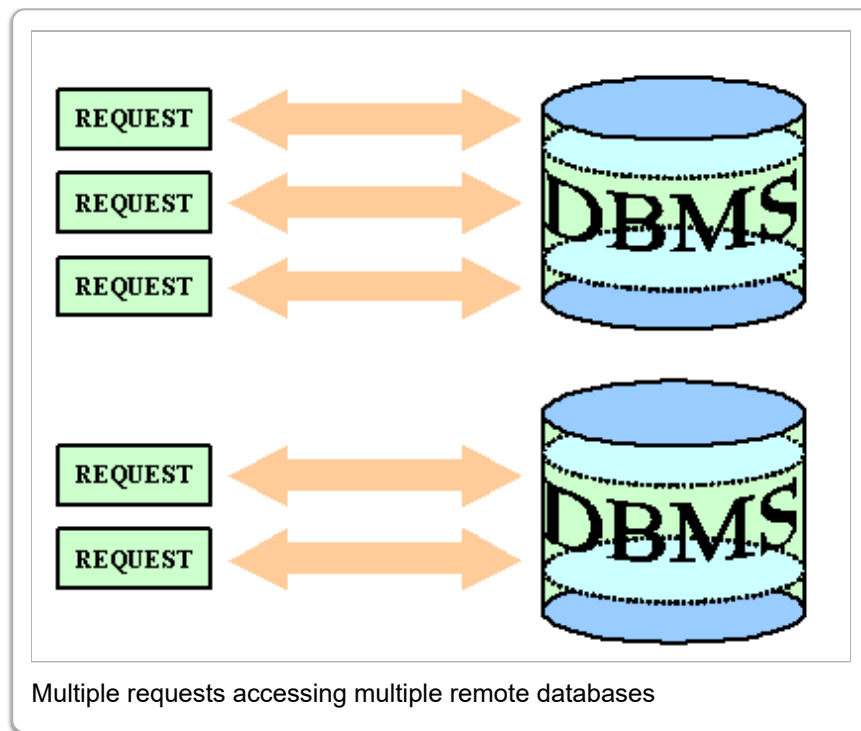 REQUEST
REQUEST
REQUEST
DBMS
REQUEST
REQUEST
DBMS
Multiple requests accessing multiple remote databases